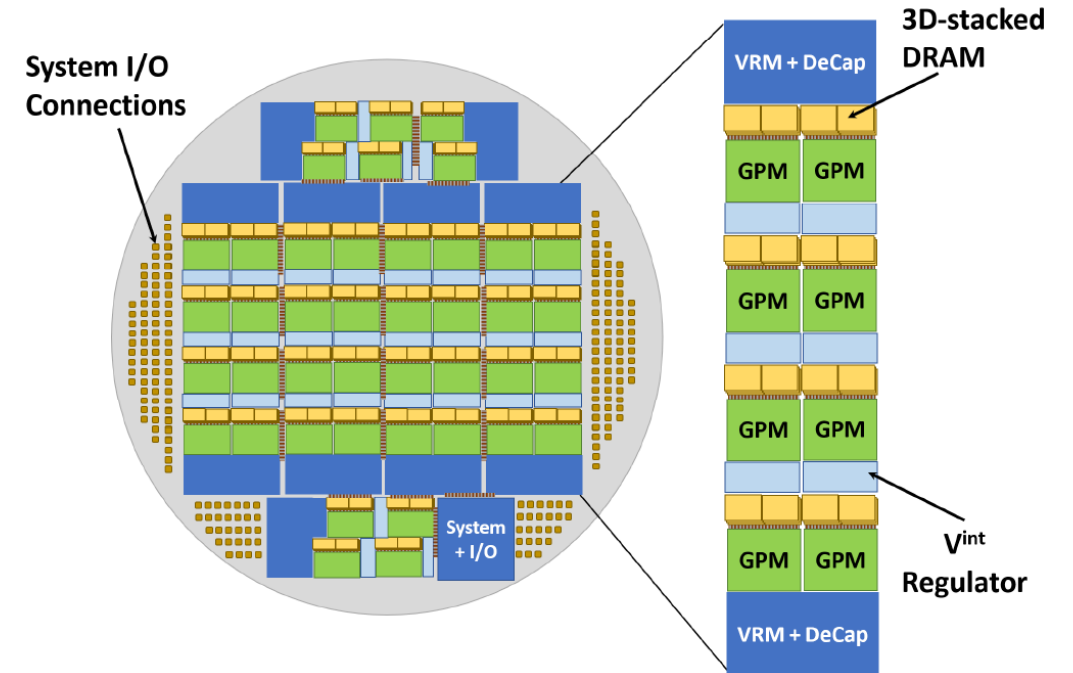 System I/O
Connections
System
+ I/O
VRM + DeCap
3D-stacked
DRAM
GPM GPM
GPM GPM
GPM GPM
GPM GPM
V^int
Regulator
VRM + DeCap